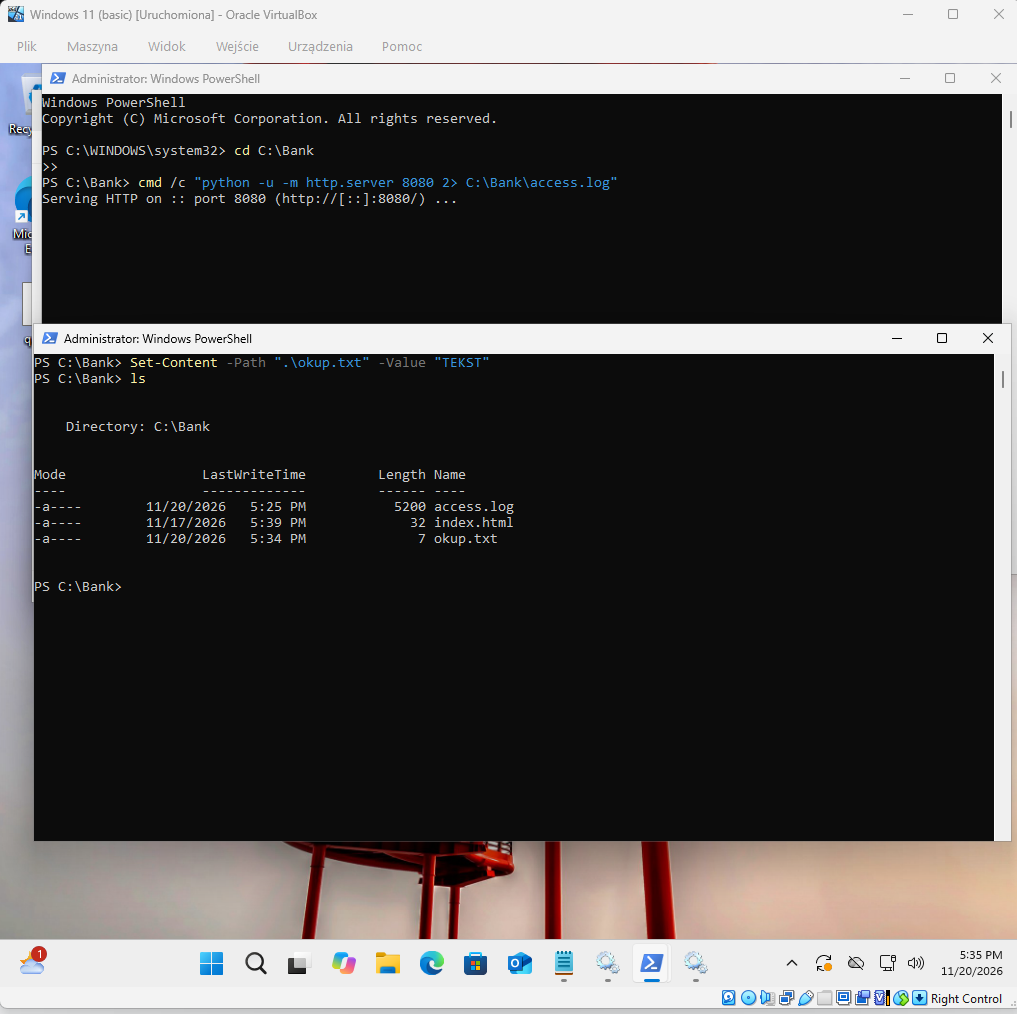 Windows 11 (basic) [Uruchomiona] - Oracle VirtualBox
Plik Maszyna Widok Wejście Urządzenia Pomoc
Administrator: Windows PowerShell
Windows PowerShell
Copyright (C) Microsoft Corporation. All rights reserved.
PS C:\WINDOWS\system32> cd C:\Bank
>>
PS C:\Bank> cmd /c "python -u -m http.server 8080 2> C:\Bank\access.log"
Serving HTTP on :: port 8080 (http://[::]:8080/) ...
Administrator: Windows PowerShell
PS C:\Bank> Set-Content -Path ".\okup.txt" -Value "TEKST"
PS C:\Bank> ls
Directory: C:\Bank
Mode LastWriteTime Length Name
---- ------------- ------ ----
-a---- 11/20/2026 5:25 PM 5200 access.log
-a---- 11/17/2026 5:39 PM 32 index.html
-a---- 11/20/2026 5:34 PM 7 okup.txt
PS C:\Bank>
1
5:35 PM
11/20/2026
Right Control